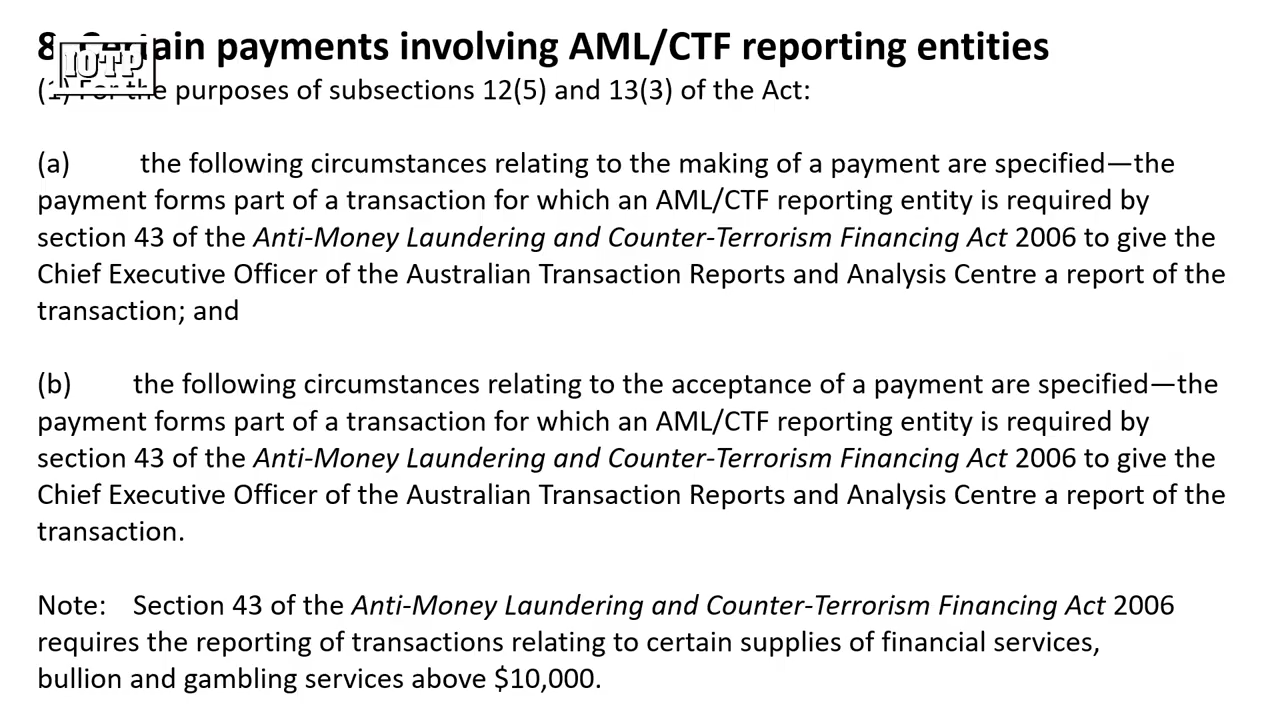 8 Certain payments involving AML/CTF reporting entities
IOTP
(1) For the purposes of subsections 12(5) and 13(3) of the Act:
(a) the following circumstances relating to the making of a payment are specified—the
payment forms part of a transaction for which an AML/CTF reporting entity is required by
section 43 of the Anti-Money Laundering and Counter-Terrorism Financing Act 2006 to give the
Chief Executive Officer of the Australian Transaction Reports and Analysis Centre a report of the
transaction; and
(b) the following circumstances relating to the acceptance of a payment are specified—the
payment forms part of a transaction for which an AML/CTF reporting entity is required by
section 43 of the Anti-Money Laundering and Counter-Terrorism Financing Act 2006 to give the
Chief Executive Officer of the Australian Transaction Reports and Analysis Centre a report of the
transaction.
Note: Section 43 of the Anti-Money Laundering and Counter-Terrorism Financing Act 2006
requires the reporting of transactions relating to certain supplies of financial services,
bullion and gambling services above $10,000.